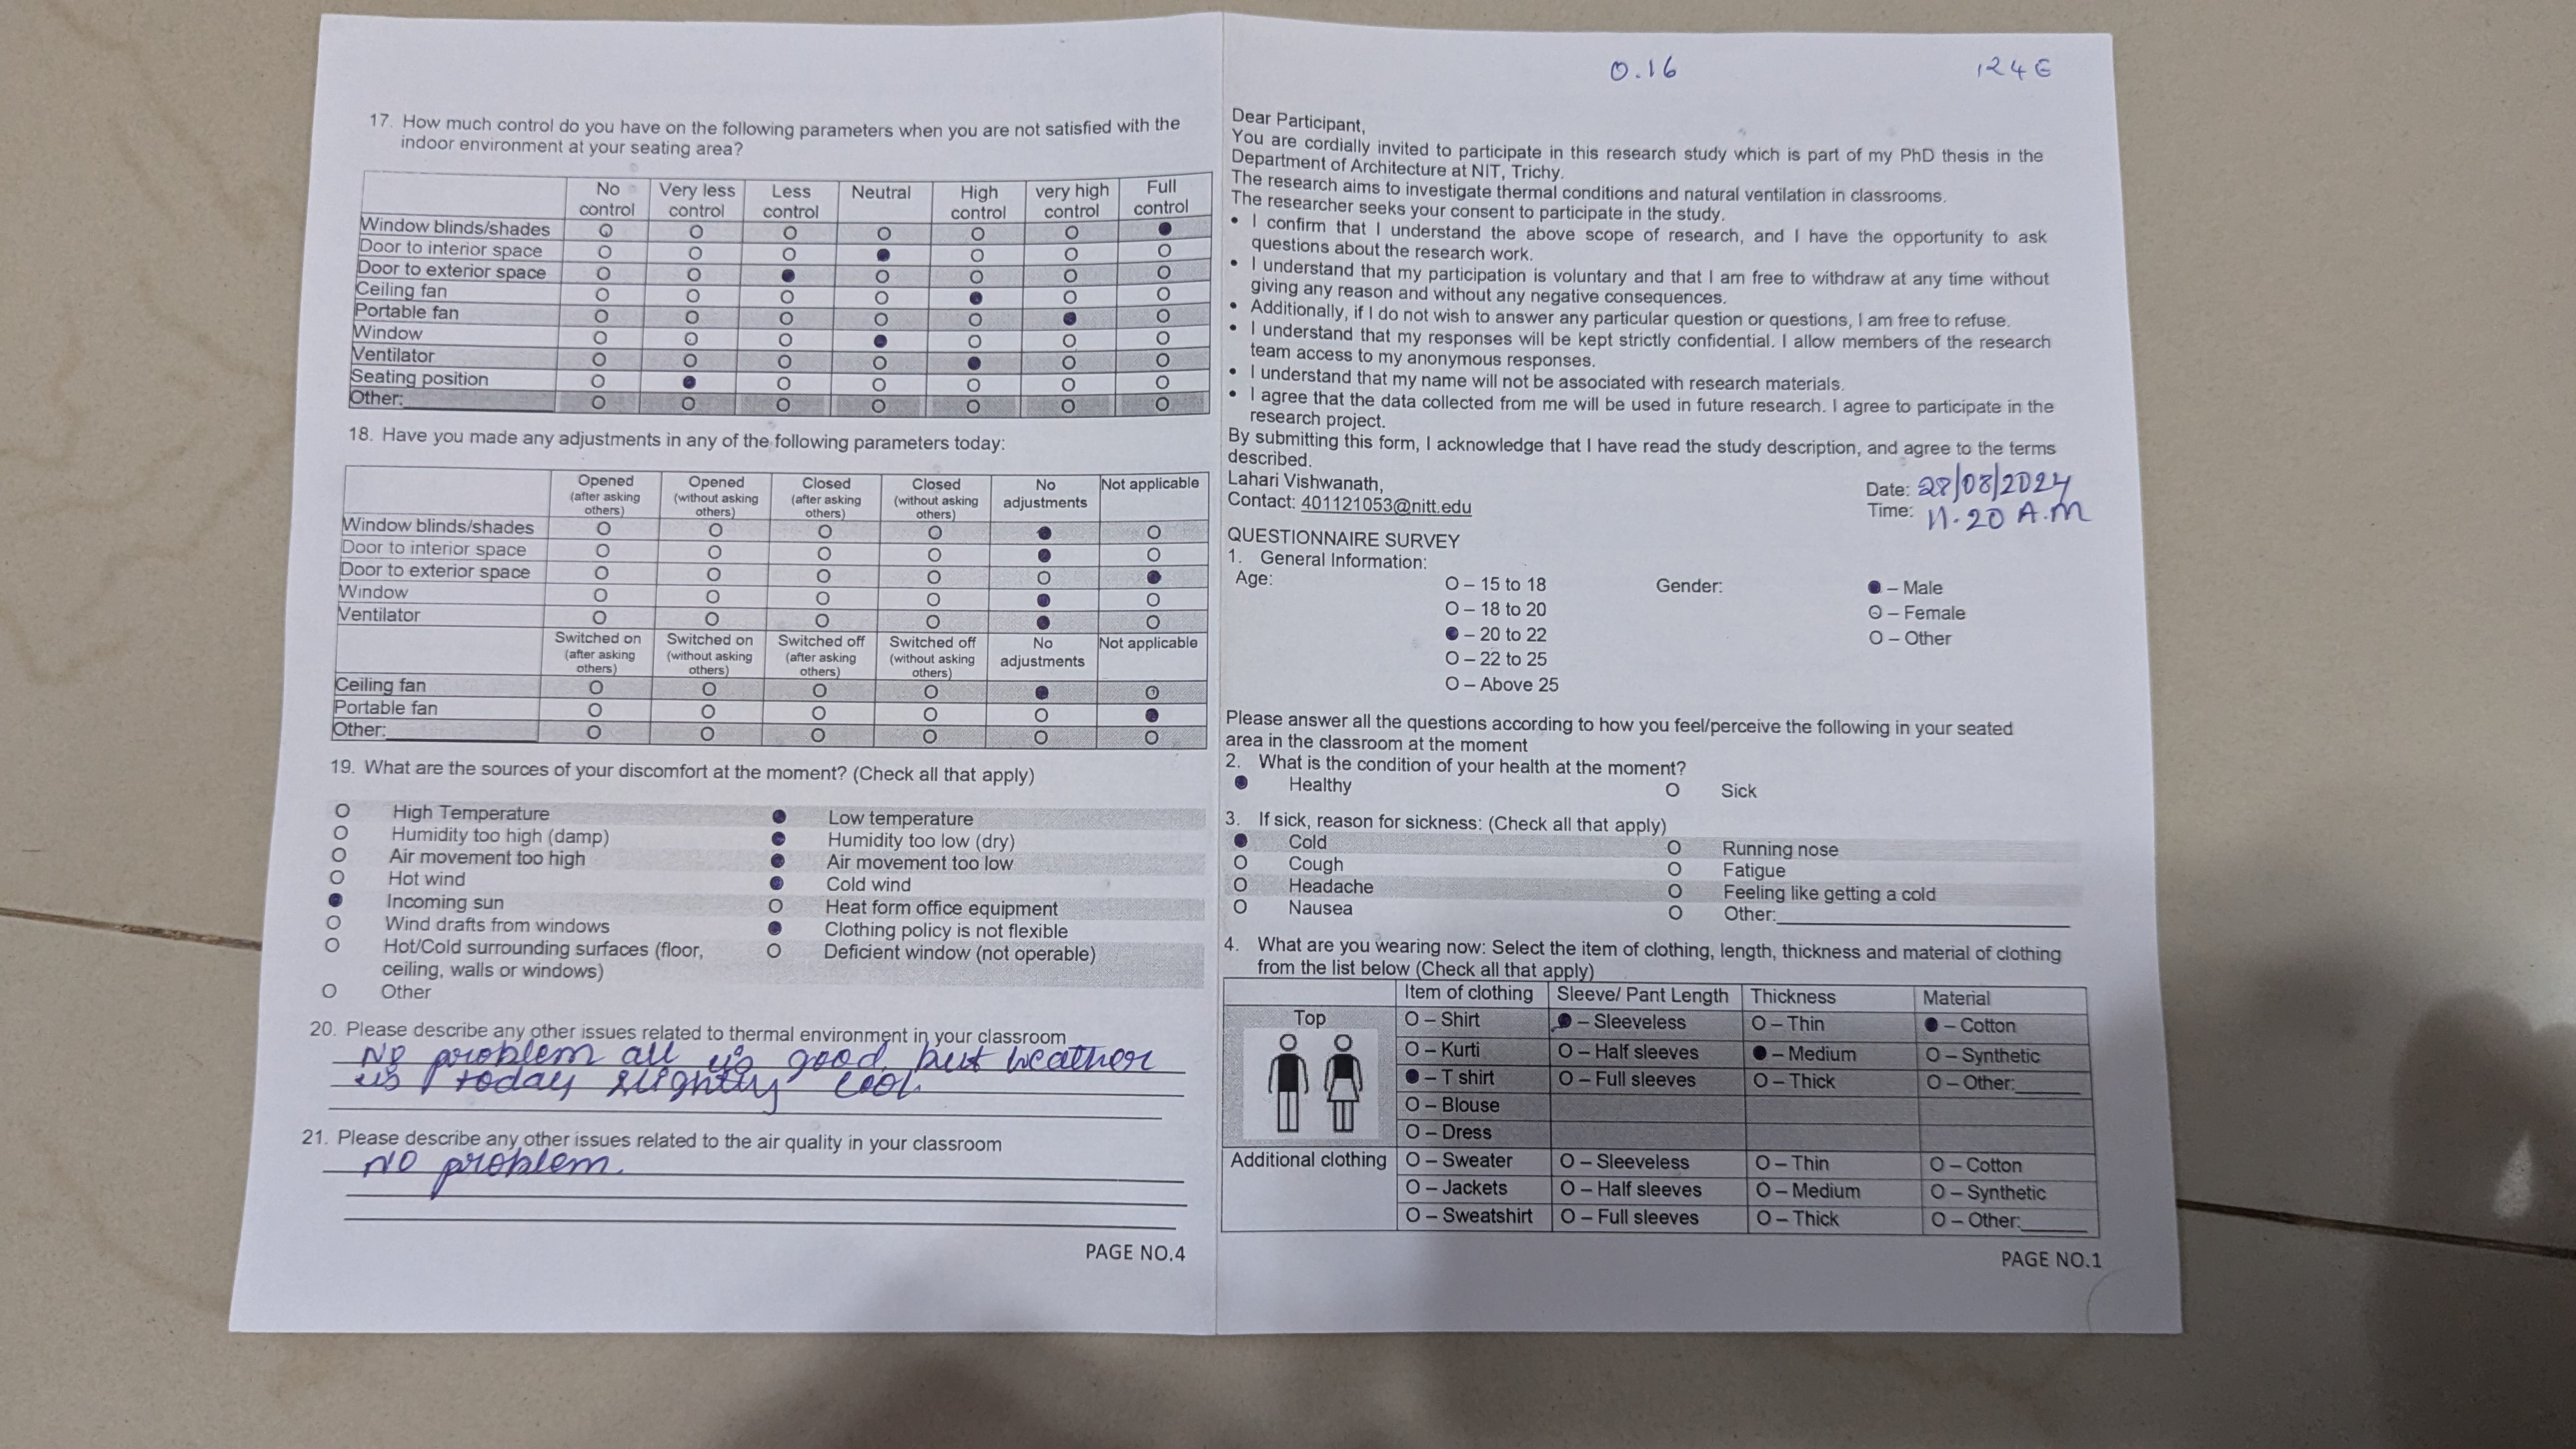 17. How much control do you have on the following parameters when you are not satisfied with the
indoor environment at your seating area?
No control Very less control Less control Neutral High control very high control Full control
Window blinds/shades O O O O O O ●
Door to interior space O O O ● O O O
Door to exterior space O O ● O O O O
Ceiling fan O O O O ● O O
Portable fan O O O O O ● O
Window O O O ● O O O
Ventilator O O O O ● O O
Seating position O ● O O O O O
Other: O O O O O O O
18. Have you made any adjustments in any of the following parameters today:
Opened (after asking others) Opened (without asking others) Closed (after asking others) Closed (without asking others) No adjustments Not applicable
Window blinds/shades O O O O ● O
Door to interior space O O O O ● O
Door to exterior space O O O O O ●
Window O O O O ● O
Ventilator O O O O ● O
Switched on (after asking others) Switched on (without asking others) Switched off (after asking others) Switched off (without asking others) No adjustments Not applicable
Ceiling fan O O O O ● O
Portable fan O O O O O ●
Other: O O O O O O
19. What are the sources of your discomfort at the moment? (Check all that apply)
O High Temperature ● Low temperature
O Humidity too high (damp) ● Humidity too low (dry)
O Air movement too high ● Air movement too low
O Hot wind ● Cold wind
● Incoming sun O Heat form office equipment
O Wind drafts from windows ● Clothing policy is not flexible
O Hot/Cold surrounding surfaces (floor, O Deficient window (not operable)
ceiling, walls or windows)
O Other
20. Please describe any other issues related to thermal environment in your classroom
No problem all is good but weather
is today slightly cool
21. Please describe any other issues related to the air quality in your classroom
NO problem
PAGE NO.4
0.16 124E
Dear Participant,
You are cordially invited to participate in this research study which is part of my PhD thesis in the
Department of Architecture at NIT, Trichy.
The research aims to investigate thermal conditions and natural ventilation in classrooms.
The researcher seeks your consent to participate in the study.
• I confirm that I understand the above scope of research, and I have the opportunity to ask
questions about the research work.
• I understand that my participation is voluntary and that I am free to withdraw at any time without
giving any reason and without any negative consequences.
• Additionally, if I do not wish to answer any particular question or questions, I am free to refuse.
• I understand that my responses will be kept strictly confidential. I allow members of the research
team access to my anonymous responses.
• I understand that my name will not be associated with research materials.
• I agree that the data collected from me will be used in future research. I agree to participate in the
research project.
By submitting this form, I acknowledge that I have read the study description, and agree to the terms
described.
Lahari Vishwanath,
Contact: 401121053@nitt.edu
Date: 28/08/2024
Time: 11.20 A.M
QUESTIONNAIRE SURVEY
1. General Information:
Age: O – 15 to 18 Gender: ● – Male
O – 18 to 20 O – Female
● – 20 to 22 O – Other
O – 22 to 25
O – Above 25
Please answer all the questions according to how you feel/perceive the following in your seated
area in the classroom at the moment
2. What is the condition of your health at the moment?
● Healthy O Sick
3. If sick, reason for sickness: (Check all that apply)
● Cold O Running nose
O Cough O Fatigue
O Headache O Feeling like getting a cold
O Nausea O Other:
4. What are you wearing now: Select the item of clothing, length, thickness and material of clothing
from the list below (Check all that apply)
Item of clothing Sleeve/ Pant Length Thickness Material
Top O – Shirt ● – Sleeveless O – Thin ● – Cotton
O – Kurti O – Half sleeves ● – Medium O – Synthetic
● – T shirt O – Full sleeves O – Thick O – Other:
O – Blouse
O – Dress
Additional clothing O – Sweater O – Sleeveless O – Thin O – Cotton
O – Jackets O – Half sleeves O – Medium O – Synthetic
O – Sweatshirt O – Full sleeves O – Thick O – Other:
PAGE NO.1